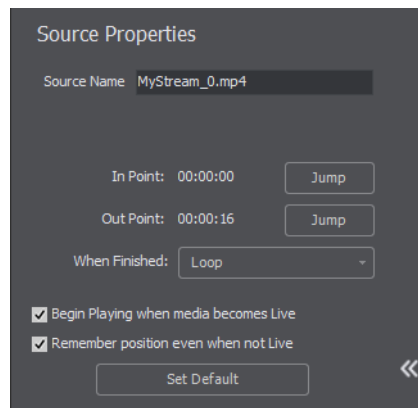 Source Properties
Source Name MyStream_0.mp4
In Point: 00:00:00 Jump
Out Point: 00:00:16 Jump
When Finished: Loop
Begin Playing when media becomes Live
Remember position even when not Live
Set Default